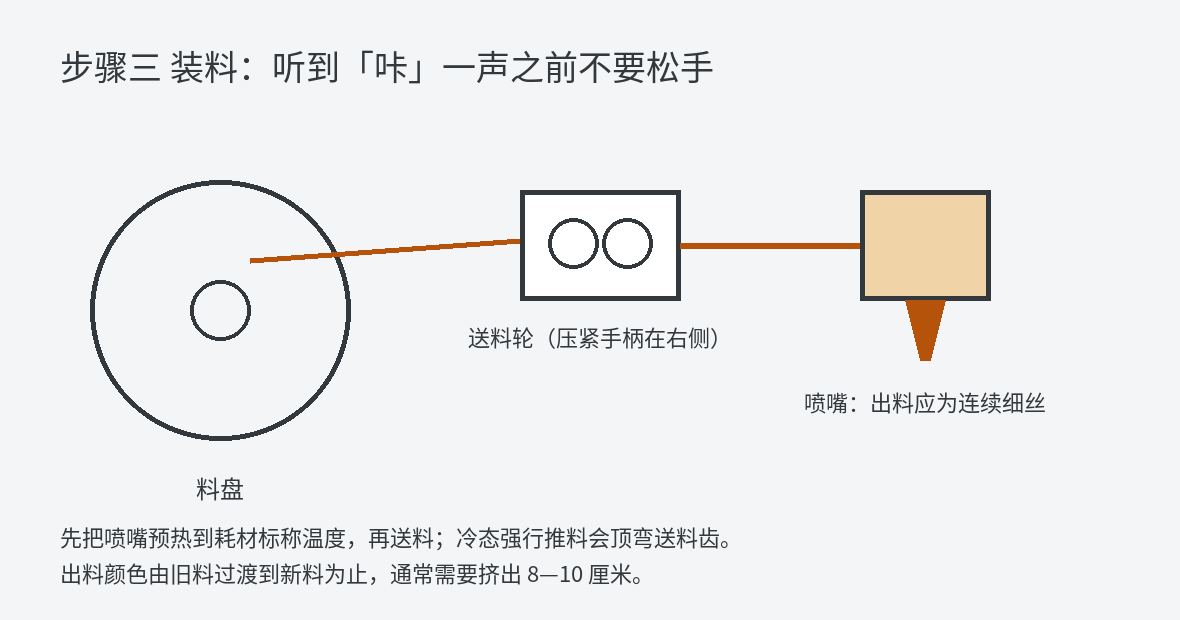 步骤三 装料：听到「咔」一声之前不要松手
送料轮（压紧手柄在右侧）
喷嘴：出料应为连续细丝
料盘
先把喷嘴预热到耗材标称温度，再送料；冷态强行推料会顶弯送料齿。
出料颜色由旧料过渡到新料为止，通常需要挤出 8—10 厘米。